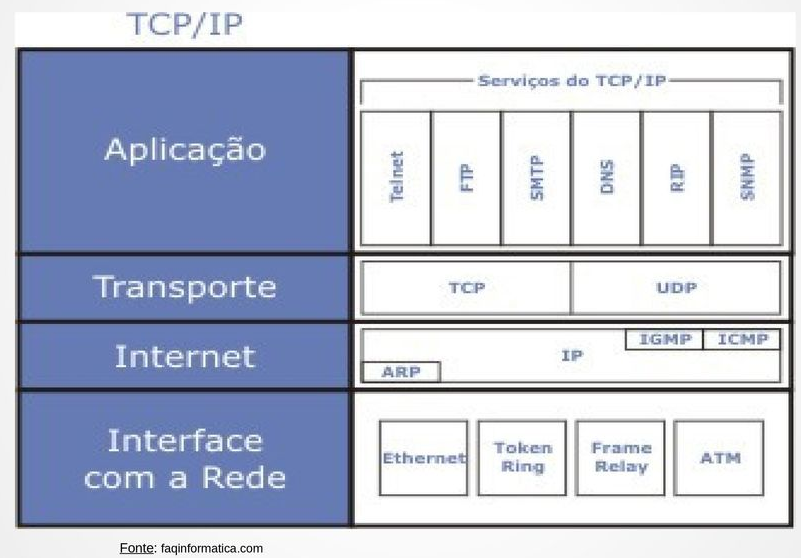 TCP/IP
Serviços do TCP/IP
Aplicação
Telnet
FTP
SMTP
DNS
RIP
SNMP
Transporte
TCP
UDP
Internet
IP
IGMP
ICMP
ARP
Interface
com a Rede
Ethernet
Token
Ring
Frame
Relay
ATM
Fonte: faqinformatica.com